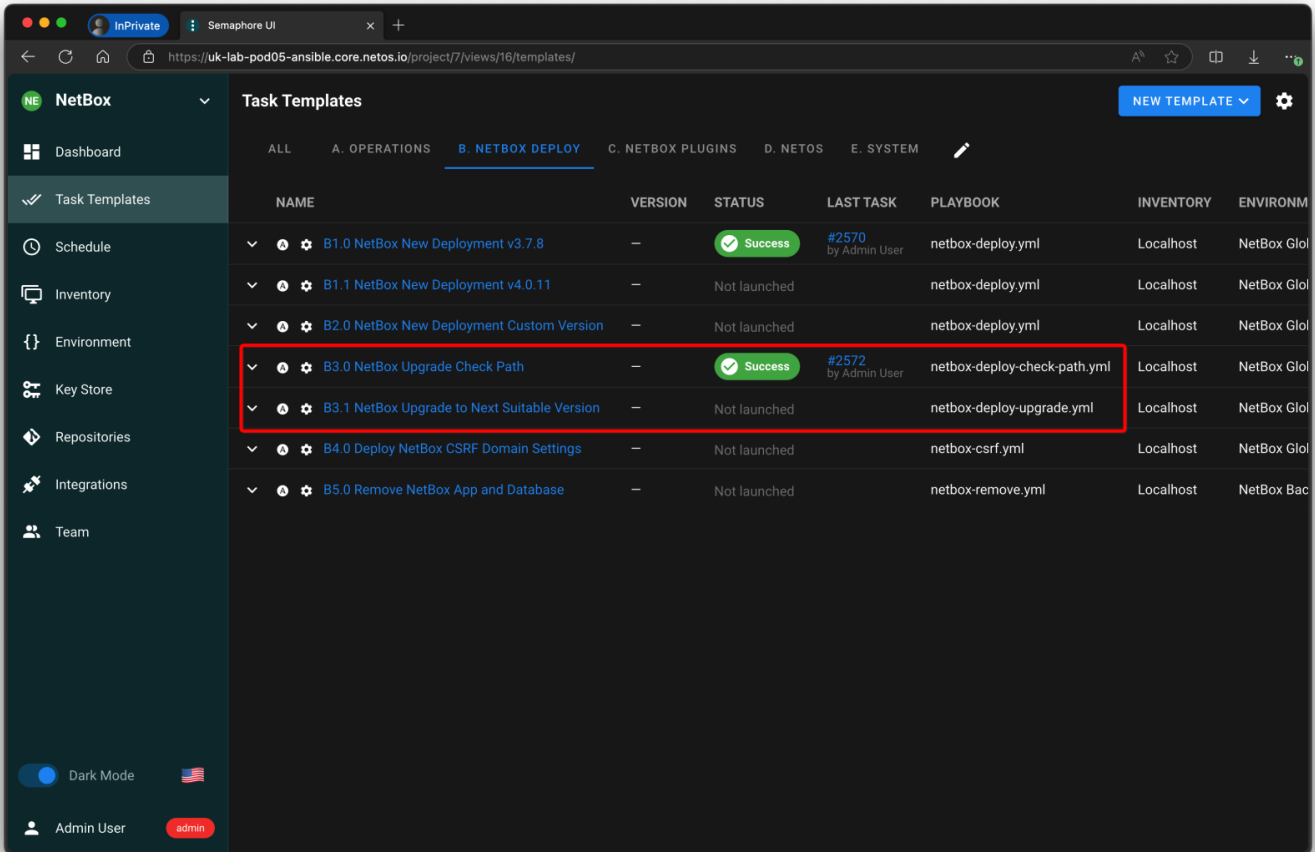 InPrivate
Semaphore UI
https://uk-lab-pod05-ansible.core.netos.io/project/7/views/16/templates/
NE NetBox
Dashboard
Task Templates
Schedule
Inventory
Environment
Key Store
Repositories
Integrations
Team
Dark Mode
Admin User admin
Task Templates
NEW TEMPLATE
ALL A. OPERATIONS B. NETBOX DEPLOY C. NETBOX PLUGINS D. NETOS E. SYSTEM
NAME VERSION STATUS LAST TASK PLAYBOOK INVENTORY ENVIRONM
A B1.0 NetBox New Deployment v3.7.8 — Success #2570 by Admin User netbox-deploy.yml Localhost NetBox Glol
A B1.1 NetBox New Deployment v4.0.11 — Not launched netbox-deploy.yml Localhost NetBox Glol
A B2.0 NetBox New Deployment Custom Version — Not launched netbox-deploy.yml Localhost NetBox Glol
A B3.0 NetBox Upgrade Check Path — Success #2572 by Admin User netbox-deploy-check-path.yml Localhost NetBox Glol
A B3.1 NetBox Upgrade to Next Suitable Version — Not launched netbox-deploy-upgrade.yml Localhost NetBox Glol
A B4.0 Deploy NetBox CSRF Domain Settings — Not launched netbox-csrf.yml Localhost NetBox Glol
A B5.0 Remove NetBox App and Database — Not launched netbox-remove.yml Localhost NetBox Bac